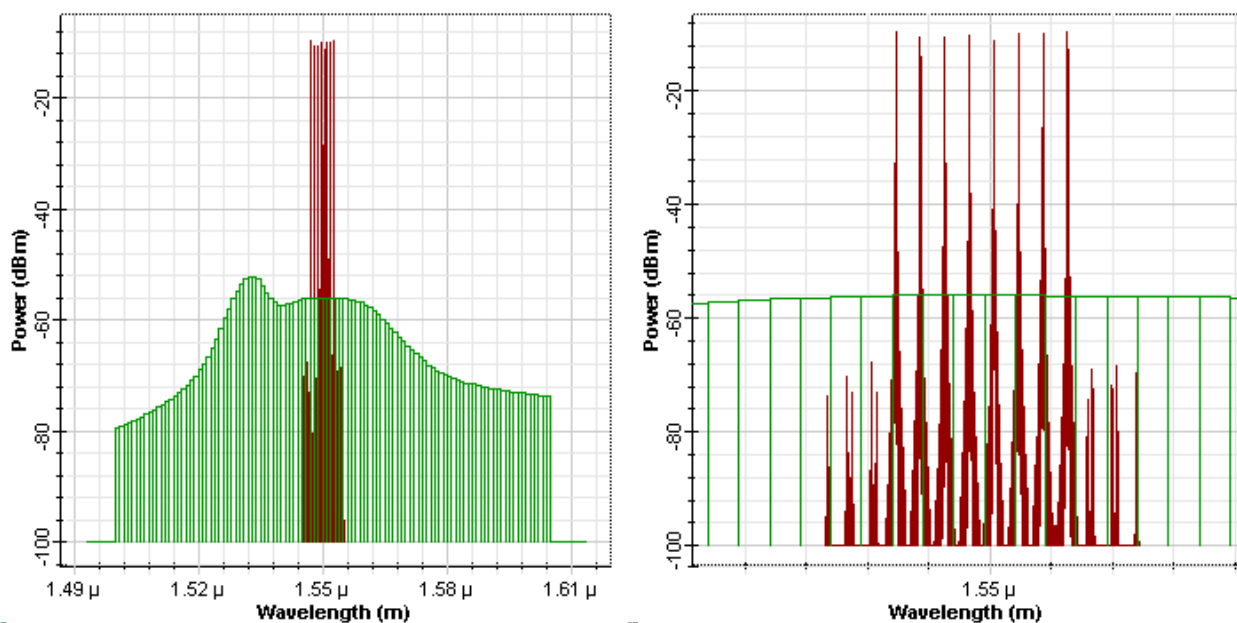 Power (dBm)
-20
-40
-60
-80
-100
1.49 µ
1.52 µ
1.55 µ
1.58 µ
1.61 µ
Wavelength (m)
Power (dBm)
-20
-40
-60
-80
-100
1.55 µ
Wavelength (m)